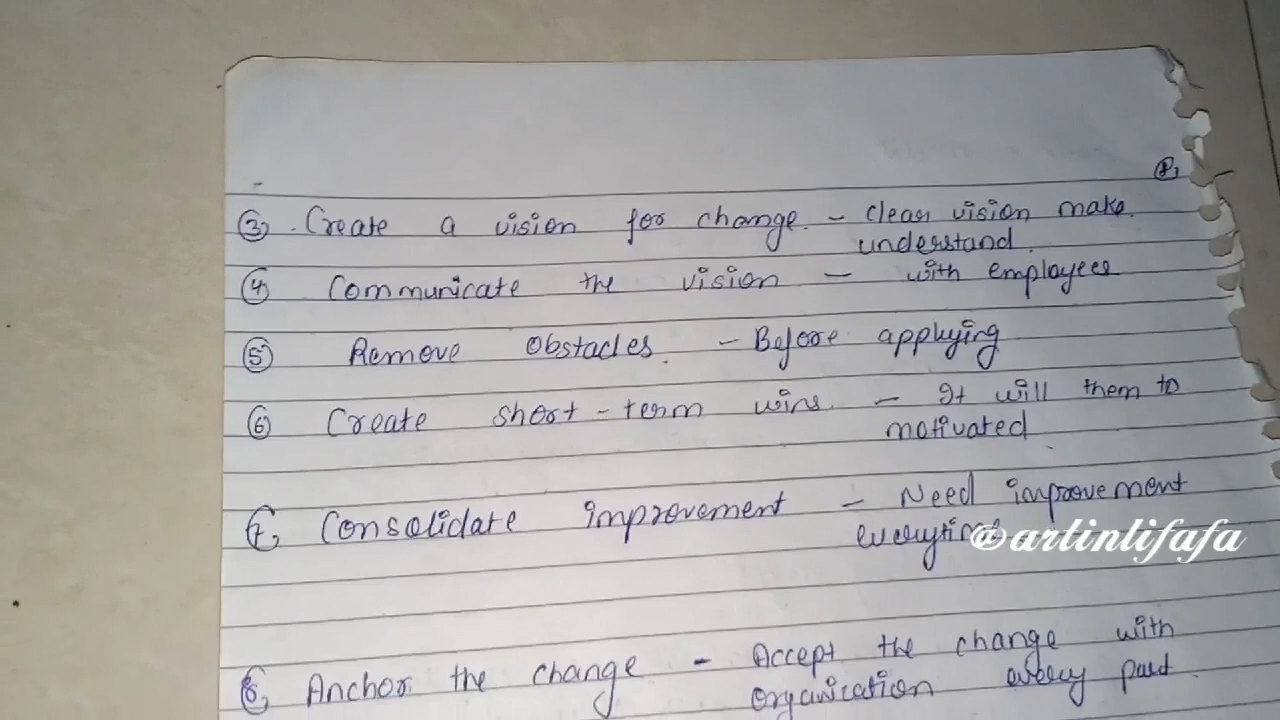 8,
③ Create a vision for change - clear vision make
understand.
④ Communicate the vision - with employees
⑤ Remove Obstacles. - Before applying
⑥ Create short-term wins. - It will them to
motivated
7, Consolidate improvement - Need improvement
everytime @artinlifafa
8, Anchor the change - Accept the change with
organication every part